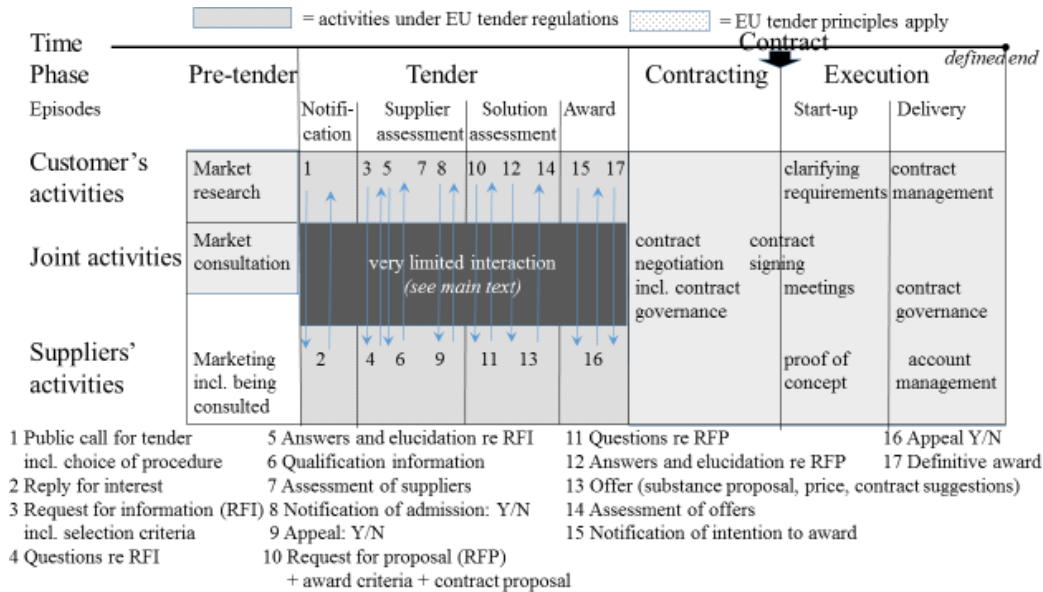 = activities under EU tender regulations
= EU tender principles apply
Time
Contract
defined end
Phase
Pre-tender
Tender
Contracting
Execution
Episodes
Notifi-
cation
Supplier
assessment
Solution
assessment
Award
Start-up
Delivery
Customer's
activities
Market
research
1 3 5 7 8 10 12 14 15 17
clarifying
requirements
contract
management
Joint activities
Market
consultation
very limited interaction
(see main text)
contract
negotiation
incl. contract
governance
contract
signing
meetings
contract
governance
Suppliers'
activities
Marketing
incl. being
consulted
2 4 6 9 11 13 16
proof of
concept
account
management
1 Public call for tender
incl. choice of procedure
2 Reply for interest
3 Request for information (RFI)
incl. selection criteria
4 Questions re RFI
5 Answers and elucidation re RFI
6 Qualification information
7 Assessment of suppliers
8 Notification of admission: Y/N
9 Appeal: Y/N
10 Request for proposal (RFP)
+ award criteria + contract proposal
11 Questions re RFP
12 Answers and elucidation re RFP
13 Offer (substance proposal, price, contract suggestions)
14 Assessment of offers
15 Notification of intention to award
16 Appeal Y/N
17 Definitive award